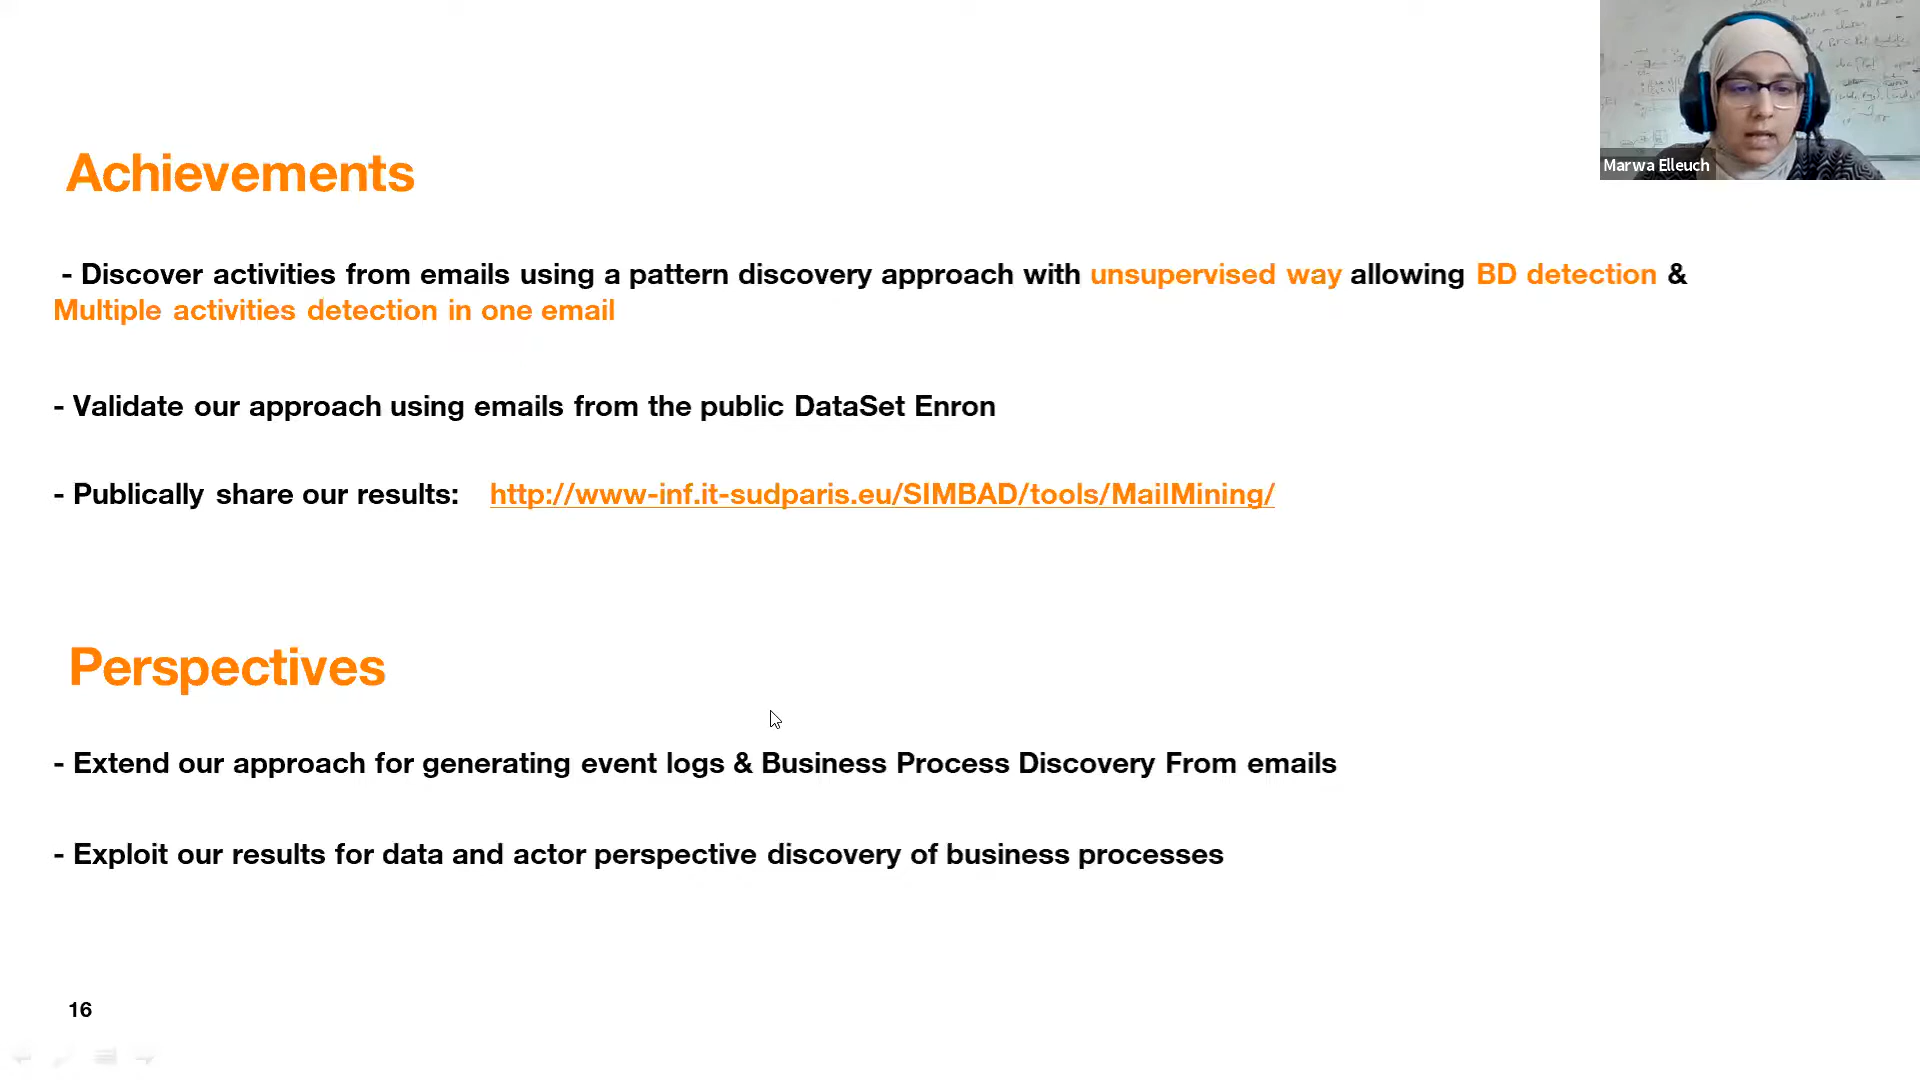 Achievements
- Discover activities from emails using a pattern discovery approach with unsupervised way allowing BD detection &
Multiple activities detection in one email
- Validate our approach using emails from the public DataSet Enron
- Publically share our results: http://www-inf.it-sudparis.eu/SIMBAD/tools/MailMining/
Perspectives
- Extend our approach for generating event logs & Business Process Discovery From emails
- Exploit our results for data and actor perspective discovery of business processes
16
Marwa Elleuch